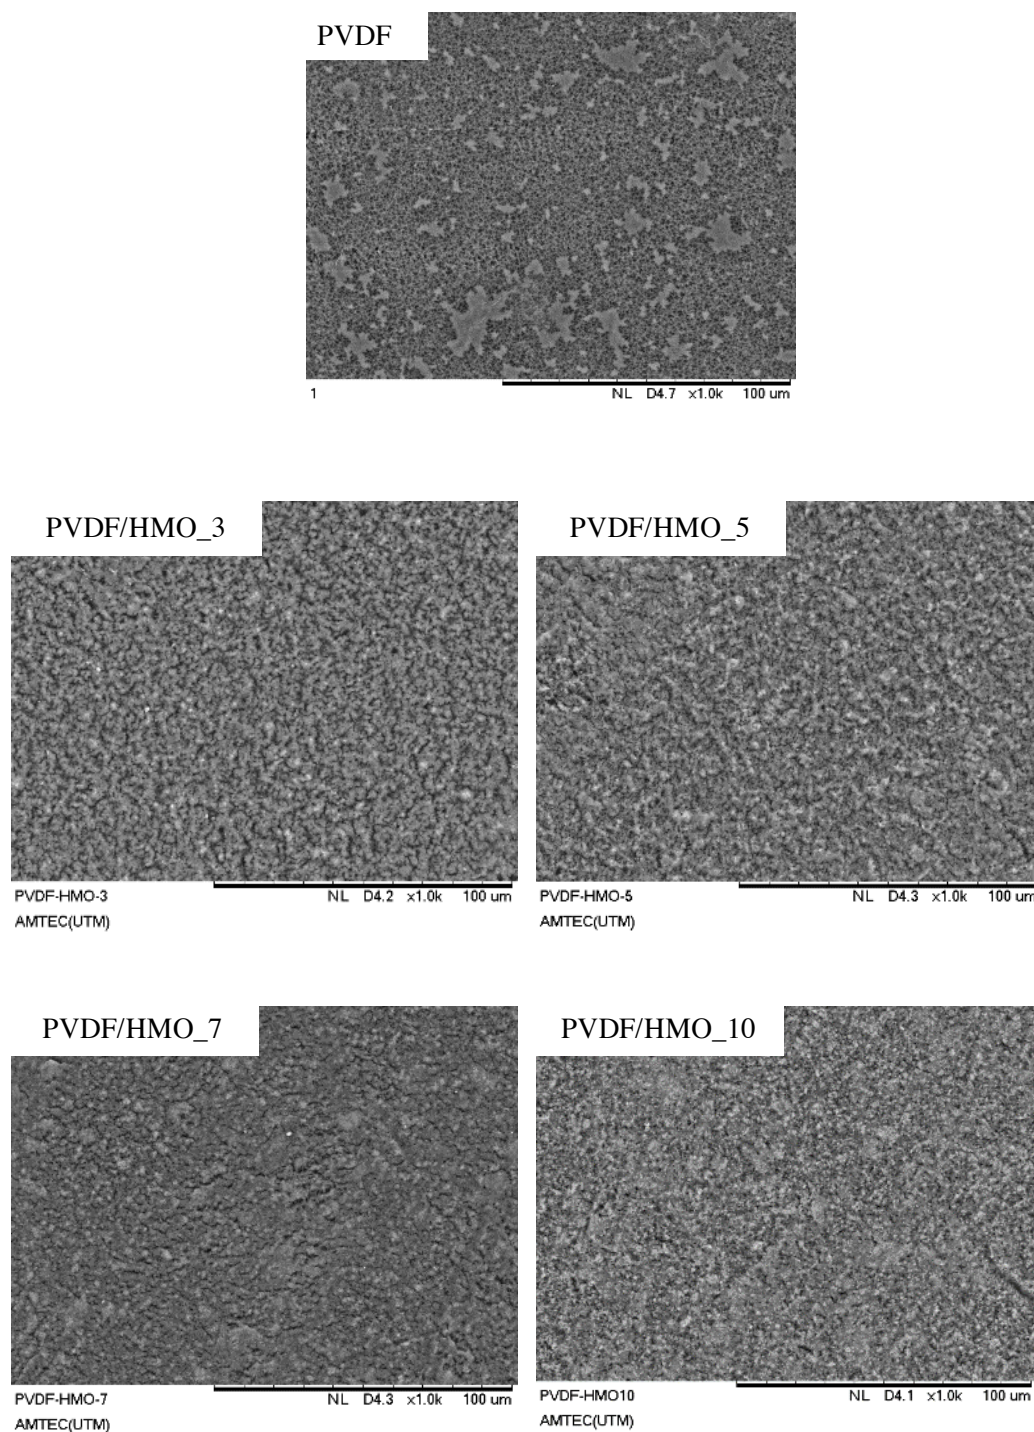 PVDF
1 NL D4.7 x1.0k 100 um
PVDF/HMO_3
PVDF/HMO_5
PVDF-HMO-3 NL D4.2 x1.0k 100 um
AMTEC(UTM)
PVDF-HMO-5 NL D4.3 x1.0k 100 um
AMTEC(UTM)
PVDF/HMO_7
PVDF/HMO_10
PVDF-HMO-7 NL D4.3 x1.0k 100 um
AMTEC(UTM)
PVDF-HMO10 NL D4.1 x1.0k 100 um
AMTEC(UTM)